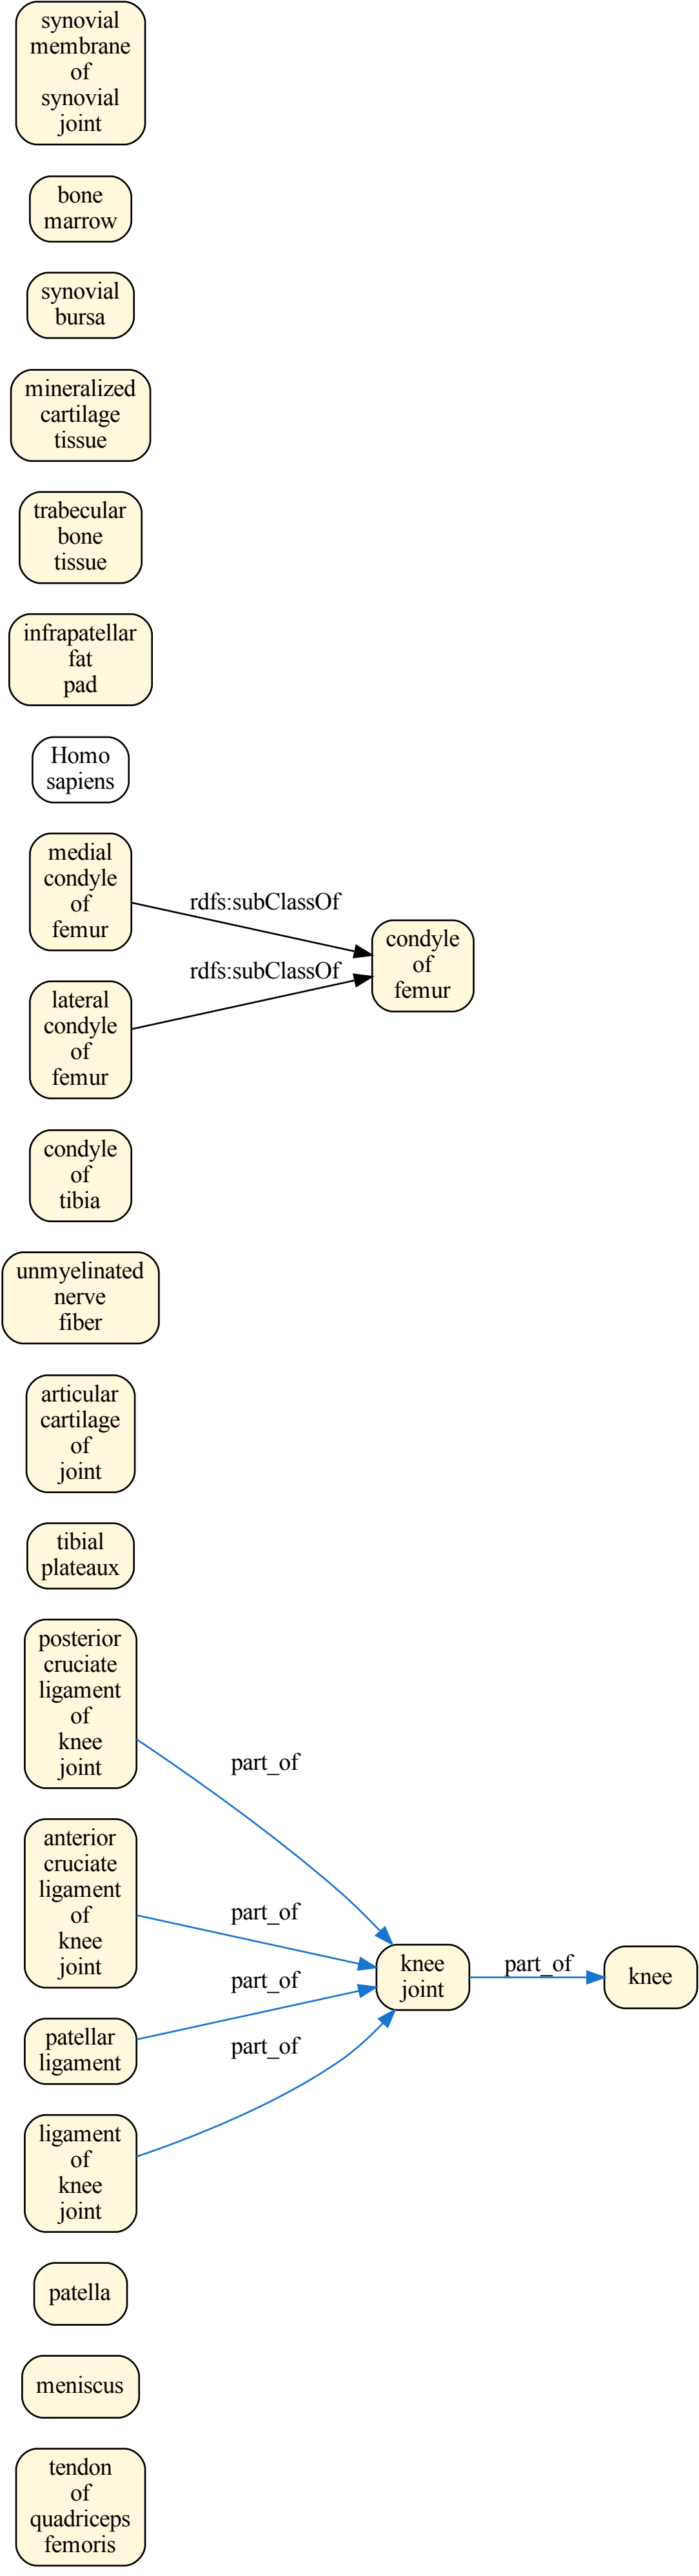 synovial
membrane
of
synovial
joint
bone
marrow
synovial
bursa
mineralized
cartilage
tissue
trabecular
bone
tissue
infrapatellar
fat
pad
Homo
sapiens
medial
condyle
of
femur
rdfs:subClassOf
condyle
of
femur
rdfs:subClassOf
lateral
condyle
of
femur
condyle
of
tibia
unmyelinated
nerve
fiber
articular
cartilage
of
joint
tibial
plateaux
posterior
cruciate
ligament
of
knee
joint
part_of
anterior
cruciate
ligament
of
knee
joint
part_of
knee
joint
part_of
knee
part_of
patellar
ligament
part_of
ligament
of
knee
joint
patella
meniscus
tendon
of
quadriceps
femoris